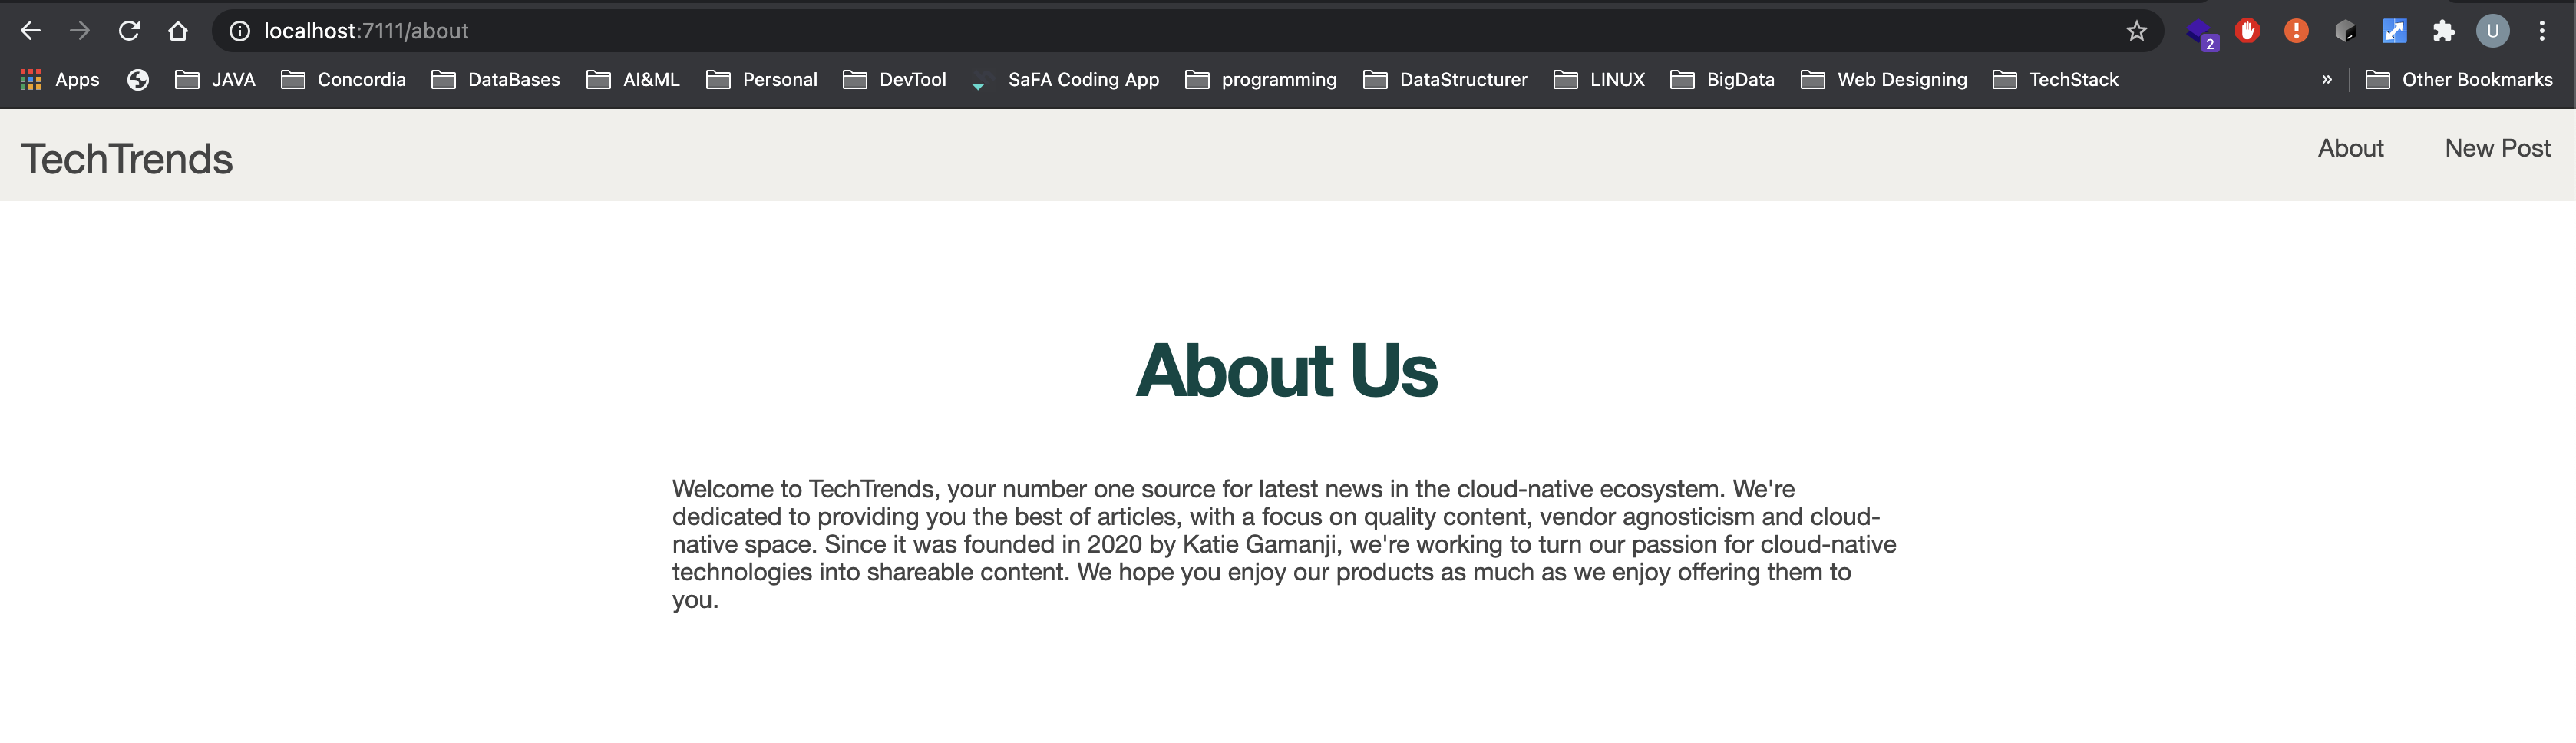 localhost:7111/about
2
U
Apps JAVA Concordia DataBases AI&ML Personal DevTool SaFA Coding App programming DataStructurer LINUX BigData Web Designing TechStack » Other Bookmarks
TechTrends About New Post
About Us
Welcome to TechTrends, your number one source for latest news in the cloud-native ecosystem. We're
dedicated to providing you the best of articles, with a focus on quality content, vendor agnosticism and cloud-
native space. Since it was founded in 2020 by Katie Gamanji, we're working to turn our passion for cloud-native
technologies into shareable content. We hope you enjoy our products as much as we enjoy offering them to
you.